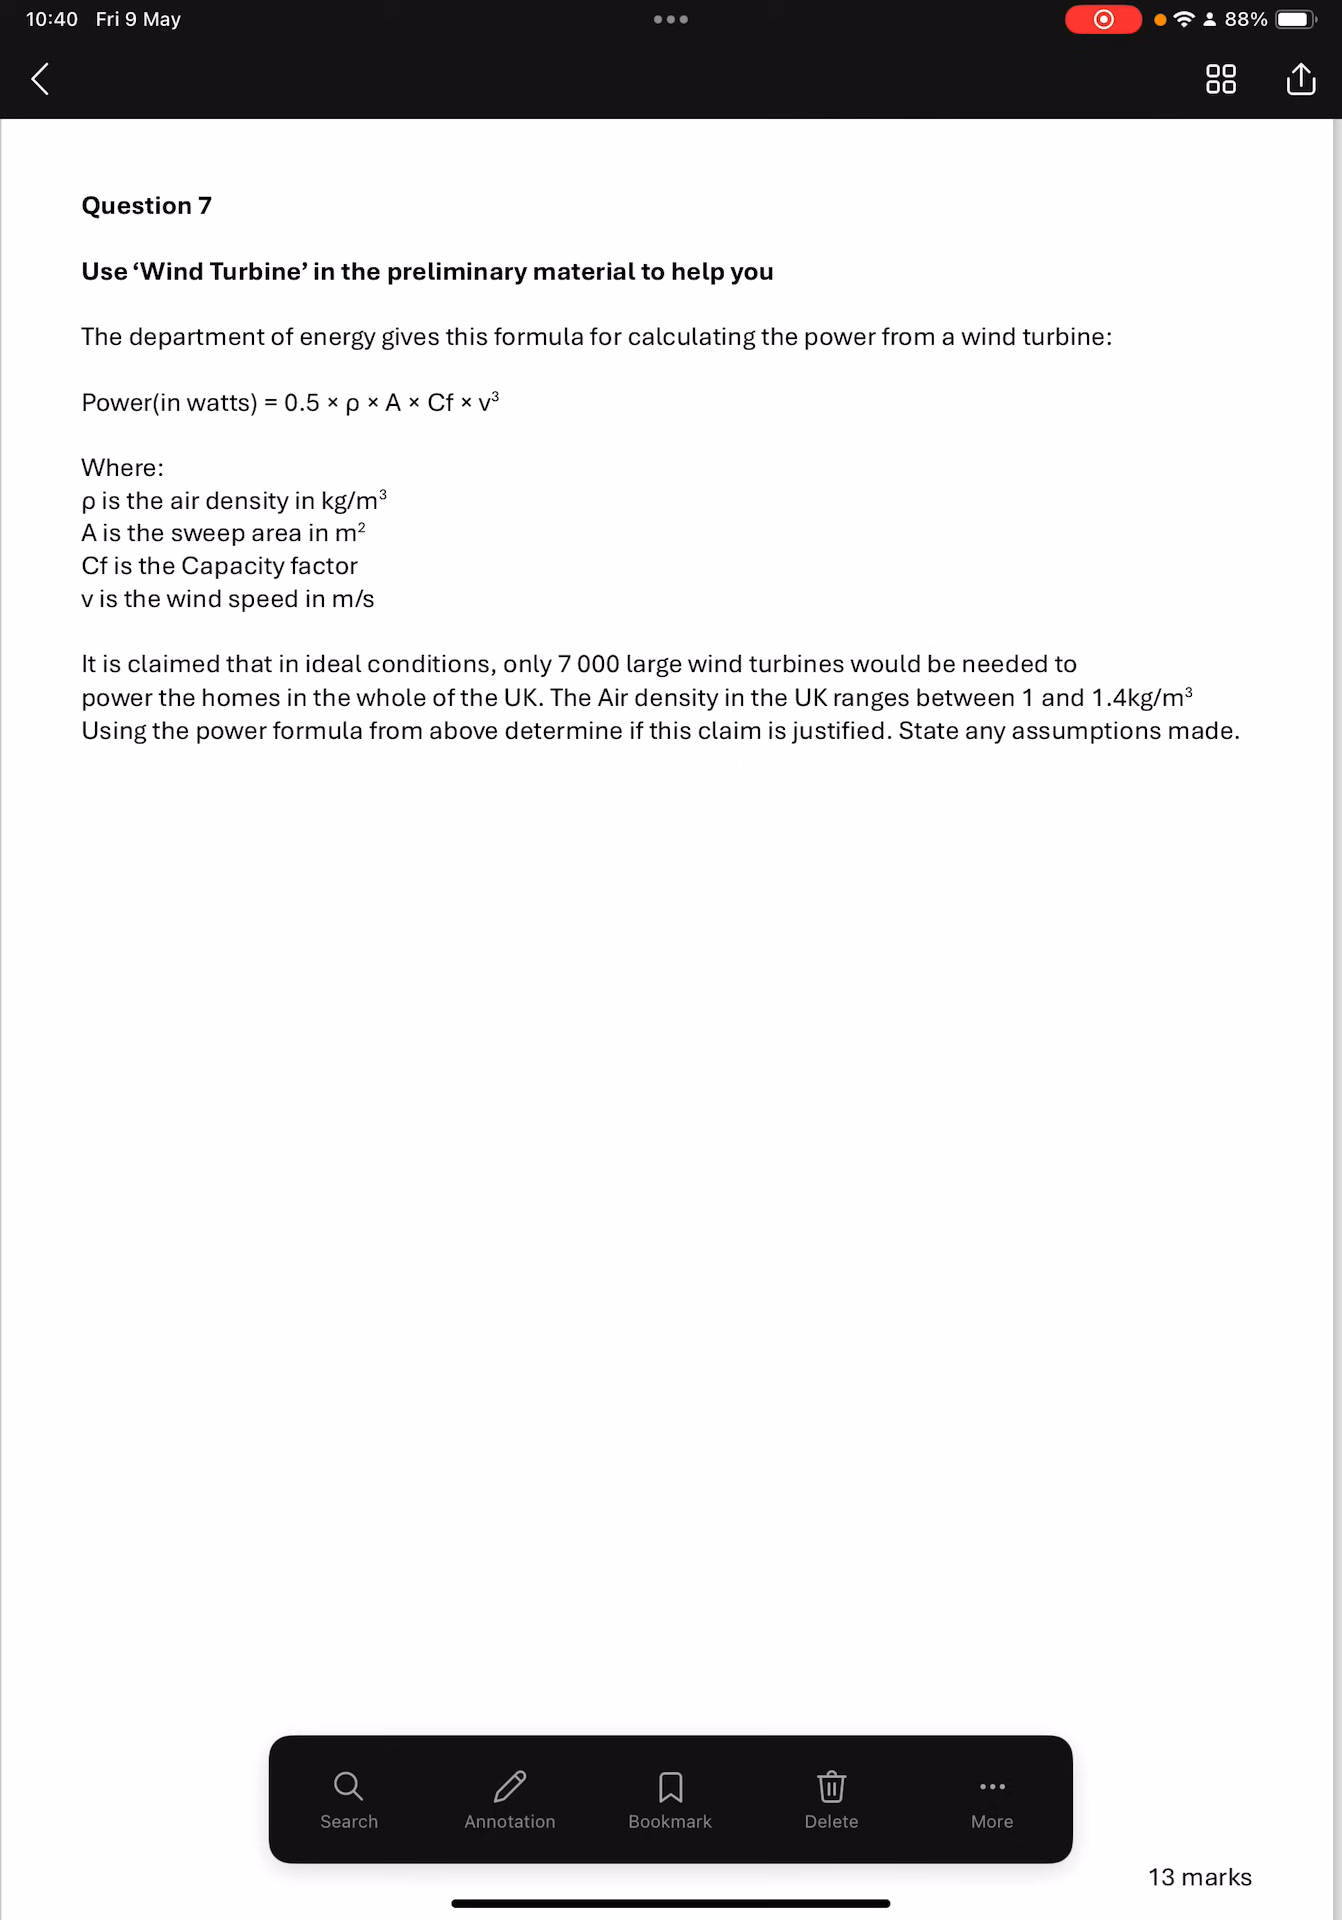 10:40 Fri 9 May
88%
Question 7
Use ‘Wind Turbine’ in the preliminary material to help you
The department of energy gives this formula for calculating the power from a wind turbine:
Power(in watts) = 0.5 × ρ × A × Cf × v³
Where:
ρ is the air density in kg/m³
A is the sweep area in m²
Cf is the Capacity factor
v is the wind speed in m/s
It is claimed that in ideal conditions, only 7 000 large wind turbines would be needed to
power the homes in the whole of the UK. The Air density in the UK ranges between 1 and 1.4kg/m³
Using the power formula from above determine if this claim is justified. State any assumptions made.
Search Annotation Bookmark Delete More
13 marks